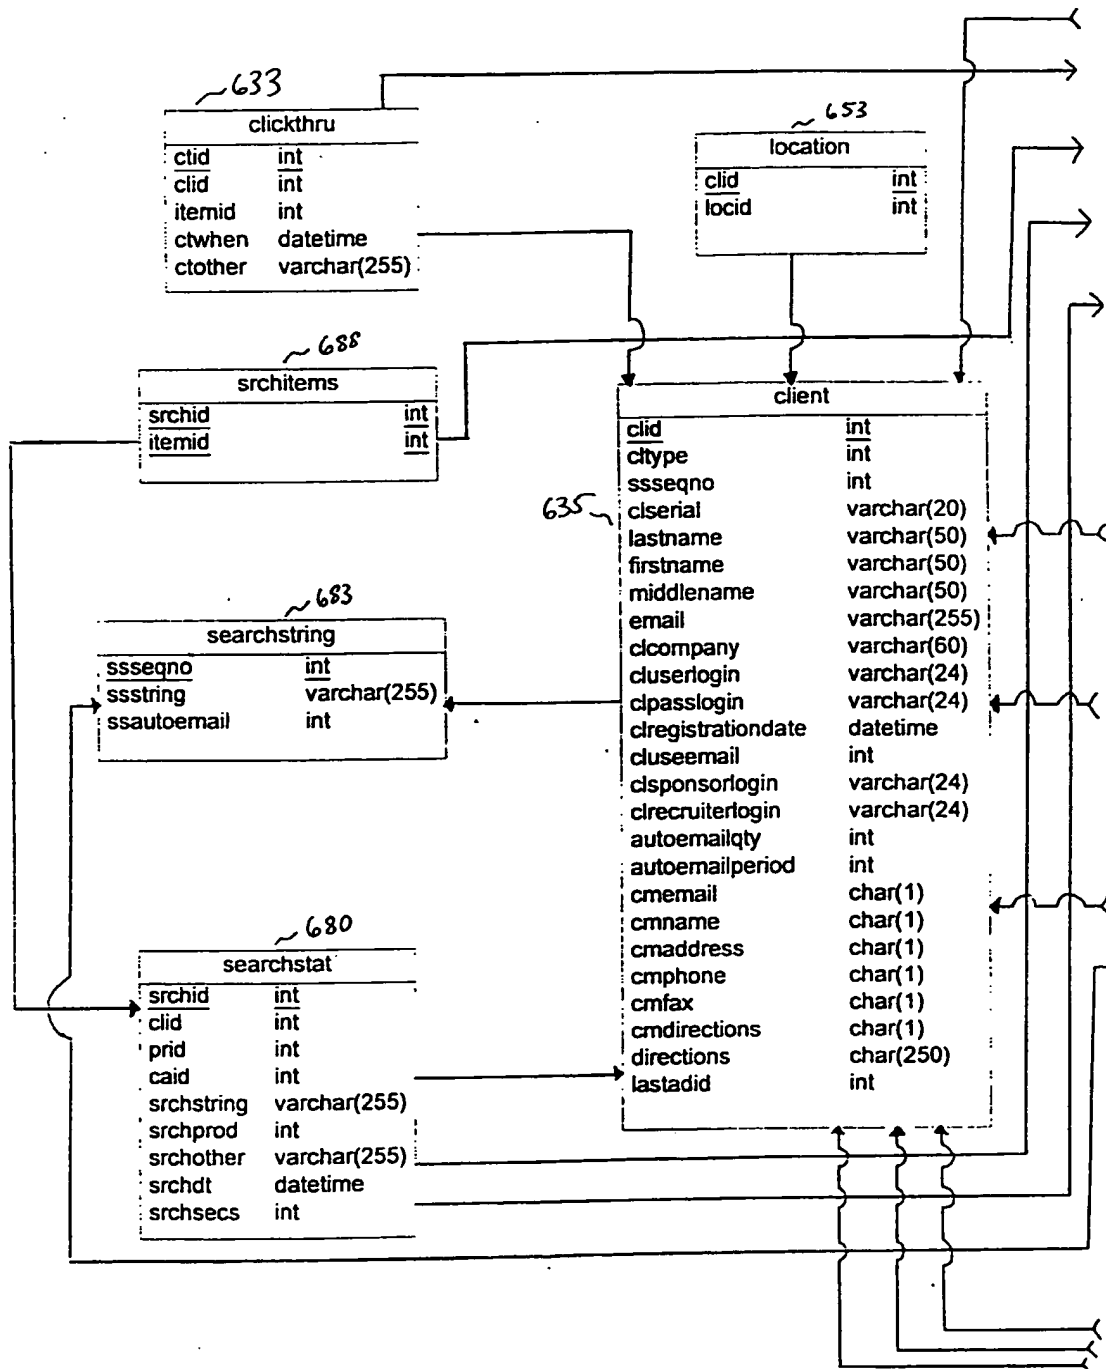 633
clickthru
ctid int
clid int
itemid int
ctwhen datetime
ctother varchar(255)
653
location
clid int
locid int
688
srchitems
srchid int
itemid int
683
searchstring
ssseqno int
ssstring varchar(255)
ssautoemail int
635
client
clid int
cltype int
ssseqno int
clserial varchar(20)
lastname varchar(50)
firstname varchar(50)
middlename varchar(50)
email varchar(255)
clcompany varchar(60)
cluserlogin varchar(24)
clpasslogin varchar(24)
clregistrationdate datetime
cluseemail int
clsponsorlogin varchar(24)
clrecruiterlogin varchar(24)
autoemailqty int
autoemailperiod int
cmemail char(1)
cmname char(1)
cmaddress char(1)
cmphone char(1)
cmfax char(1)
cmdirections char(1)
directions char(250)
lastadid int
680
searchstat
srchid int
clid int
prid int
caid int
srchstring varchar(255)
srchprod int
srchother varchar(255)
srchdt datetime
srchsecs int